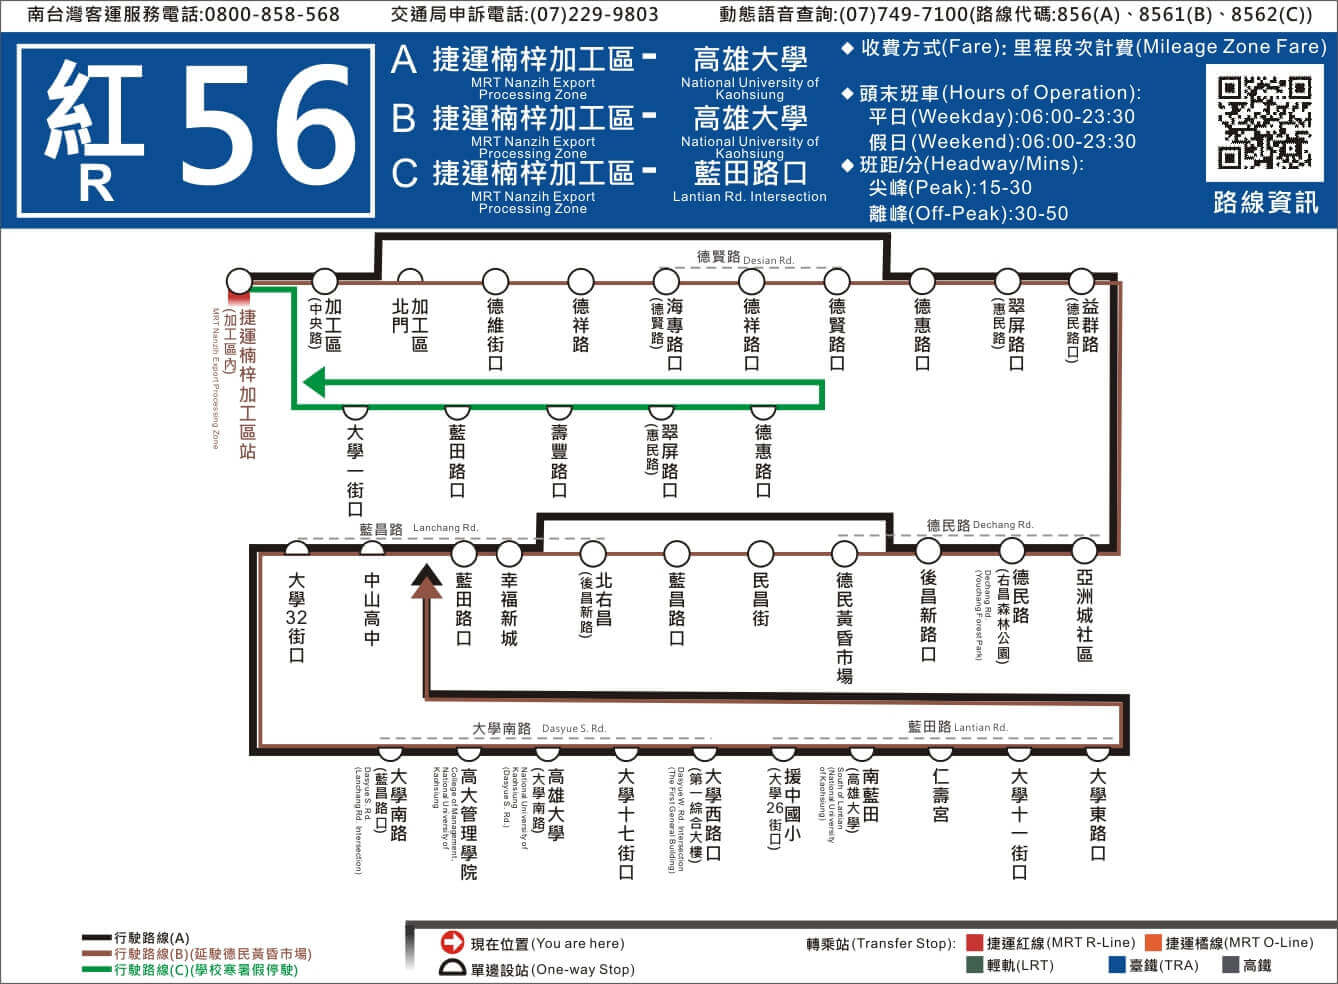 南台灣客運服務電話:0800-858-568
交通局申訴電話:(07)229-9803
動態語音查詢:(07)749-7100(路線代碼:856(A)、8561(B)、8562(C))
紅
R
56
A 捷運楠梓加工區 - 高雄大學
MRT Nanzih Export Processing Zone
National University of Kaohsiung
B 捷運楠梓加工區 - 高雄大學
MRT Nanzih Export Processing Zone
National University of Kaohsiung
C 捷運楠梓加工區 - 藍田路口
MRT Nanzih Export Processing Zone
Lantian Rd. Intersection
◆ 收費方式(Fare): 里程段次計費(Mileage Zone Fare)
◆ 頭末班車(Hours of Operation):
平日(Weekday):06:00-23:30
假日(Weekend):06:00-23:30
◆ 班距/分(Headway/Mins):
尖峰(Peak):15-30
離峰(Off-Peak):30-50
路線資訊
德賢路 Desian Rd.
捷運楠梓加工區站
(加工區內)
MRT Nanzih Export Processing Zone
加工區
(中央路)
加工區
北門
德維街口
德祥路
海專路口
(德賢路)
德祥路口
德賢路口
德惠路口
翠屏路口
(惠民路)
益群路
(德民路口)
大學一街口
藍田路口
壽豐路口
翠屏路口
(惠民路)
德惠路口
藍昌路 Lanchang Rd.
德民路 Dechang Rd.
大學32街口
中山高中
藍田路口
幸福新城
北右昌
(後昌新路)
藍昌路口
民昌街
德民黃昏市場
後昌新路口
德民路
(右昌森林公園)
Dechang Rd.
(Youchang Forest Park)
亞洲城社區
大學南路 Dasyue S. Rd.
藍田路 Lantian Rd.
大學南路
(藍昌路口)
Dasyue S. Rd.
(Lanchang Rd. Intersection)
高大管理學院
College of Management,
National University of
Kaohsiung
高雄大學
(大學南路)
National University of
Kaohsiung
(Dasyue S. Rd.)
大學十七街口
大學西路口
(第一綜合大樓)
Dasyue W. Rd. Intersection
(The First General Building)
援中國小
(大學26街口)
南藍田
(高雄大學)
South of Lantian
(National University
of Kaohsiung)
仁壽宮
大學十一街口
大學東路口
行駛路線(A)
行駛路線(B)(延駛德民黃昏市場)
行駛路線(C)(學校寒暑假停駛)
現在位置(You are here)
單邊設站(One-way Stop)
轉乘站(Transfer Stop): 捷運紅線(MRT R-Line) 捷運橘線(MRT O-Line)
輕軌(LRT) 臺鐵(TRA) 高鐵